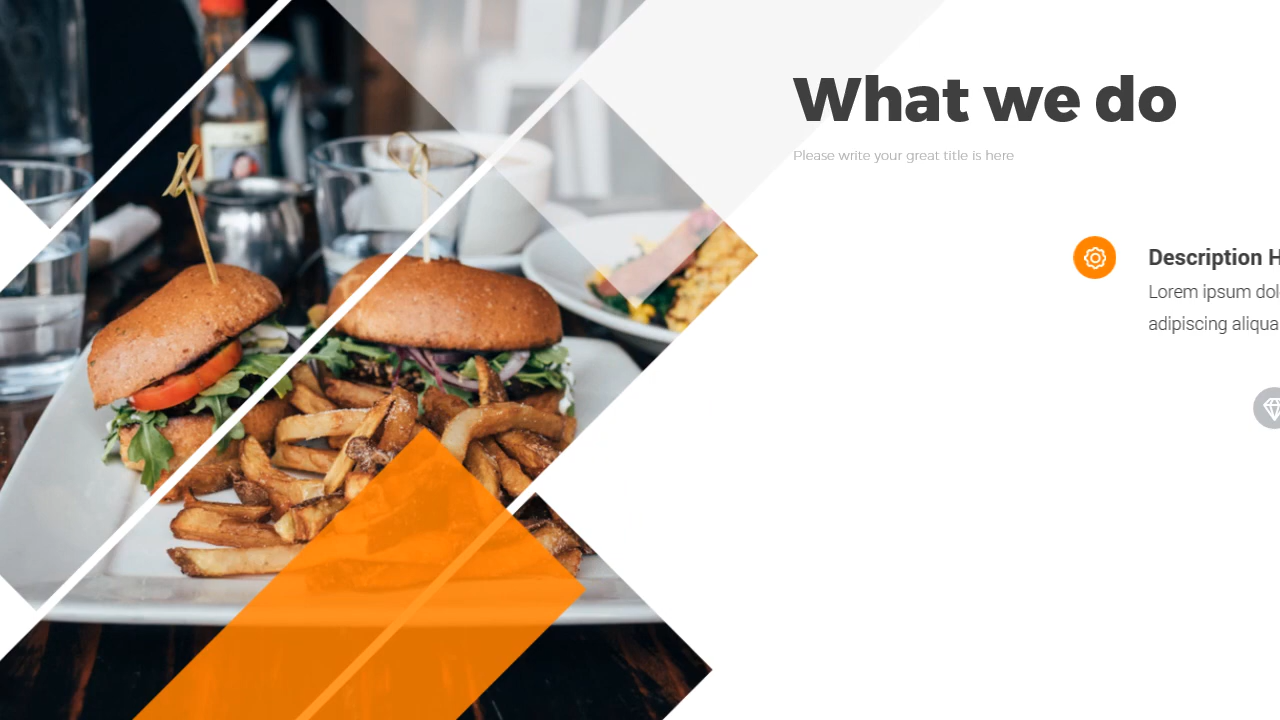 What we do
Please write your great title is here
Description H
Lorem ipsum dol
adipiscing aliqua